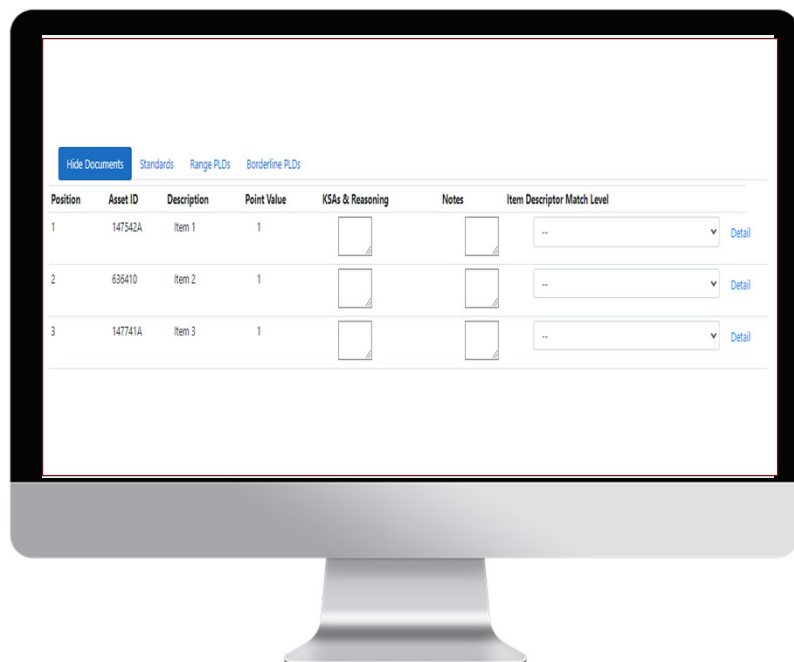 Hide Documents Standards Range PLDs Borderline PLDs
Position Asset ID Description Point Value KSAs & Reasoning Notes Item Descriptor Match Level
1 147542A Item 1 1 -- Detail
2 636410 Item 2 1 -- Detail
3 147741A Item 3 1 -- Detail